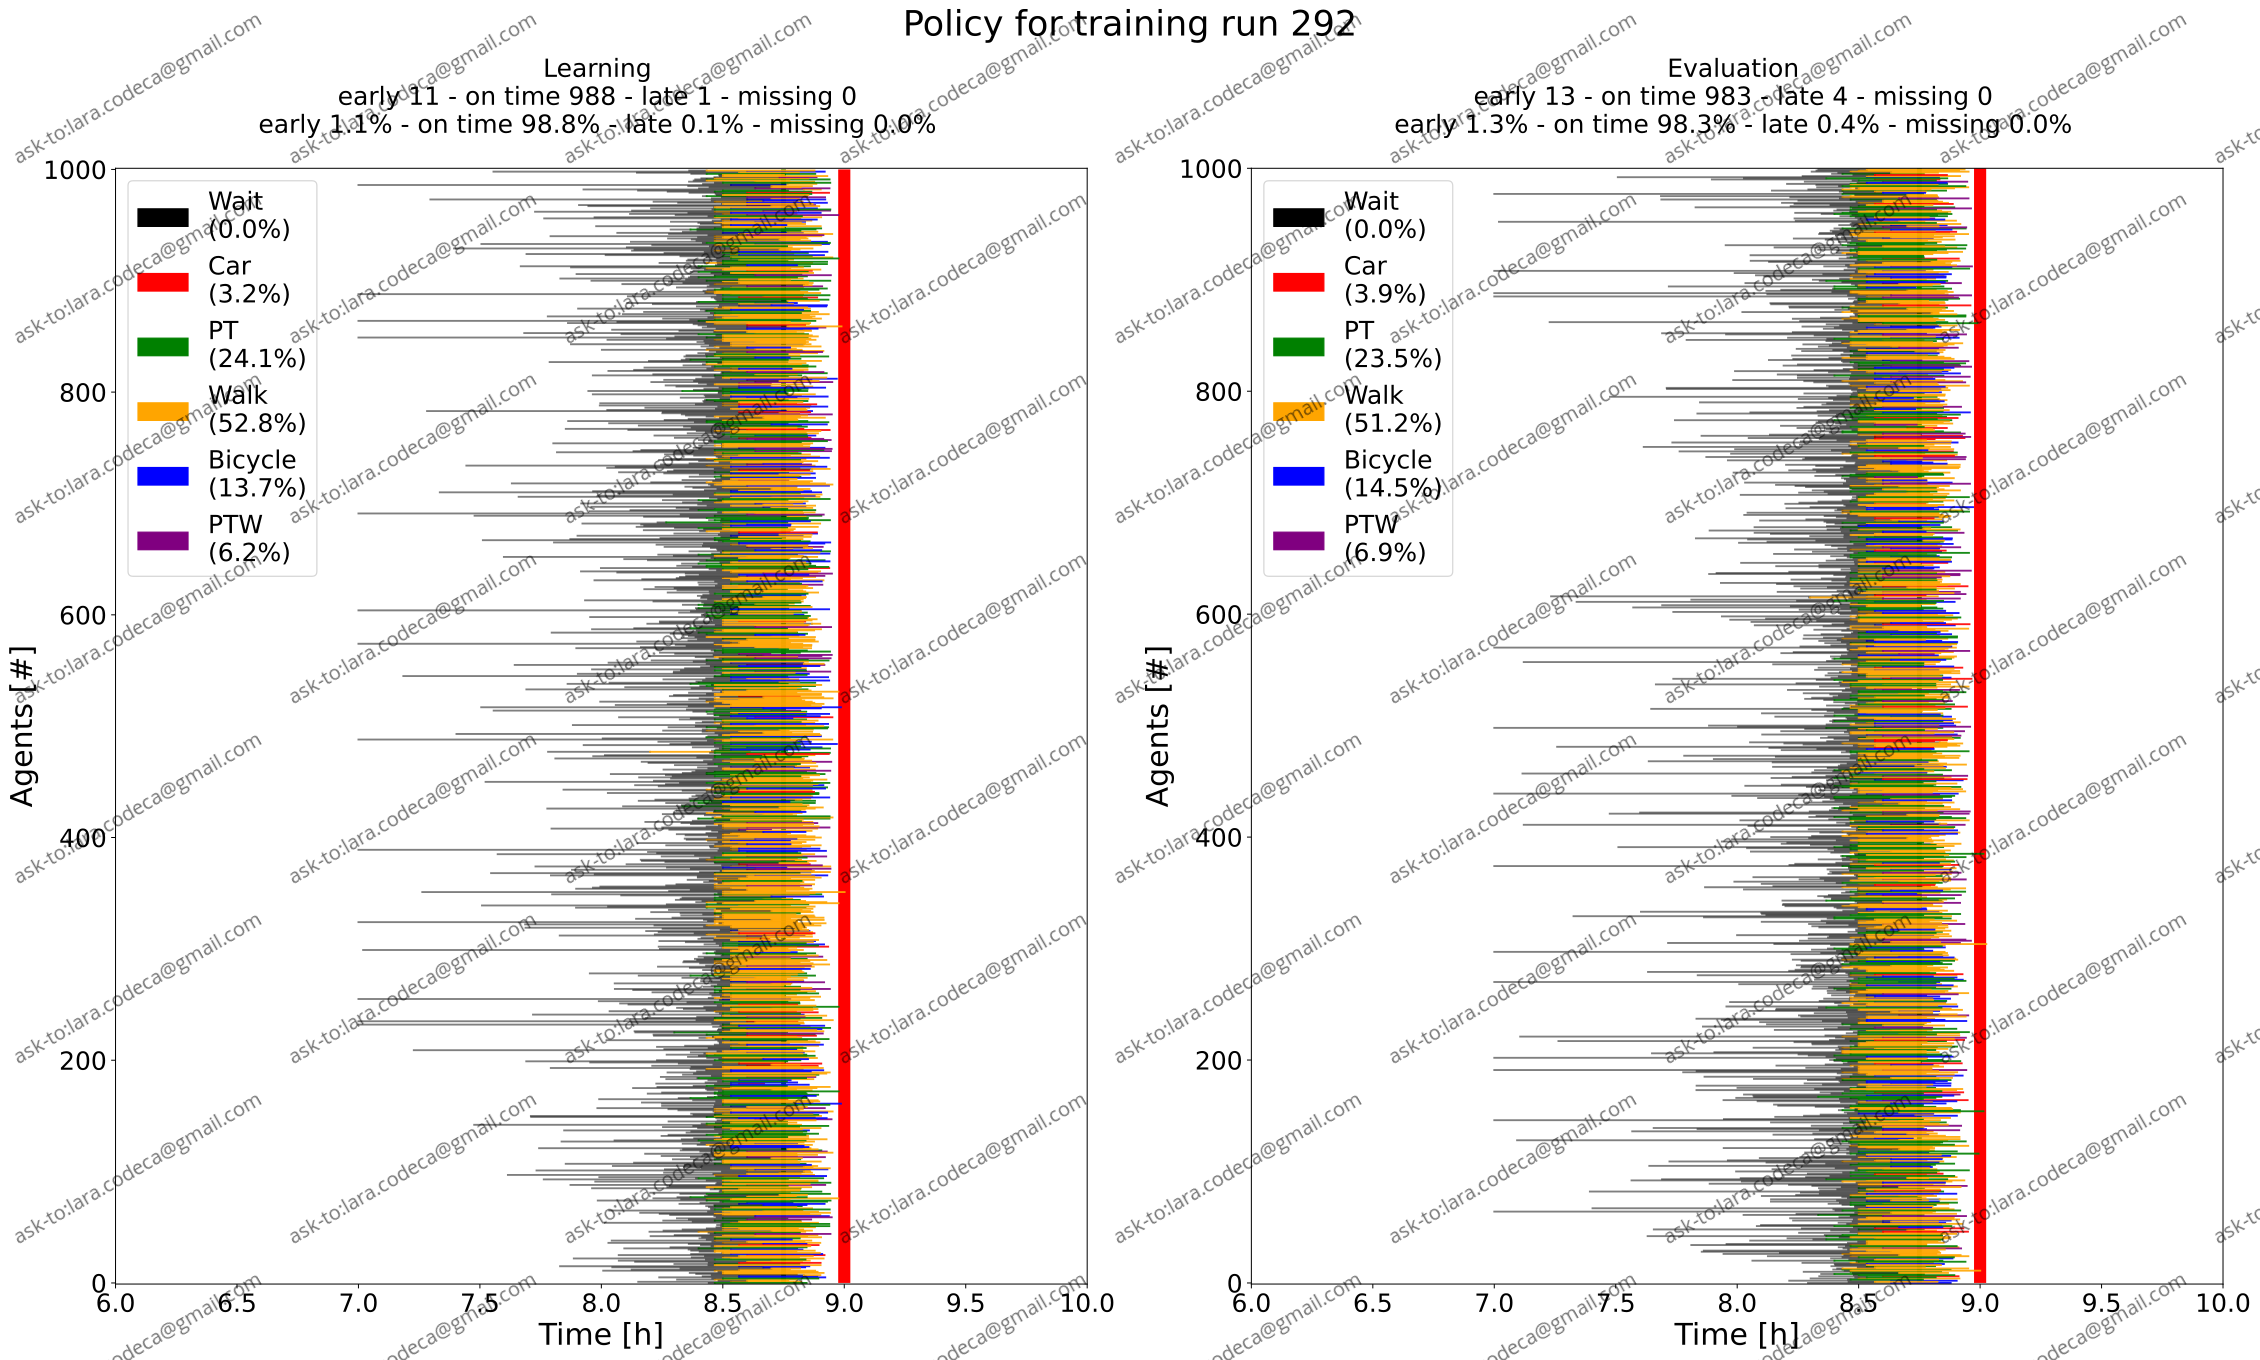 Policy for training run 292
Learning
early 11 - on time 988 - late 1 - missing 0
early 1.1% - on time 98.8% - late 0.1% - missing 0.0%
1000
800
600
400
200
0
Agents [#]
Wait
(0.0%)
Car
(3.2%)
PT
(24.1%)
Walk
(52.8%)
Bicycle
(13.7%)
PTW
(6.2%)
6.0 6.5 7.0 7.5 8.0 8.5 9.0 9.5 10.0
Time [h]
Evaluation
early 13 - on time 983 - late 4 - missing 0
early 1.3% - on time 98.3% - late 0.4% - missing 0.0%
1000
800
600
400
200
0
Agents [#]
Wait
(0.0%)
Car
(3.9%)
PT
(23.5%)
Walk
(51.2%)
Bicycle
(14.5%)
PTW
(6.9%)
6.0 6.5 7.0 7.5 8.0 8.5 9.0 9.5 10.0
Time [h]
ask-to:lara.codeca@gmail.com